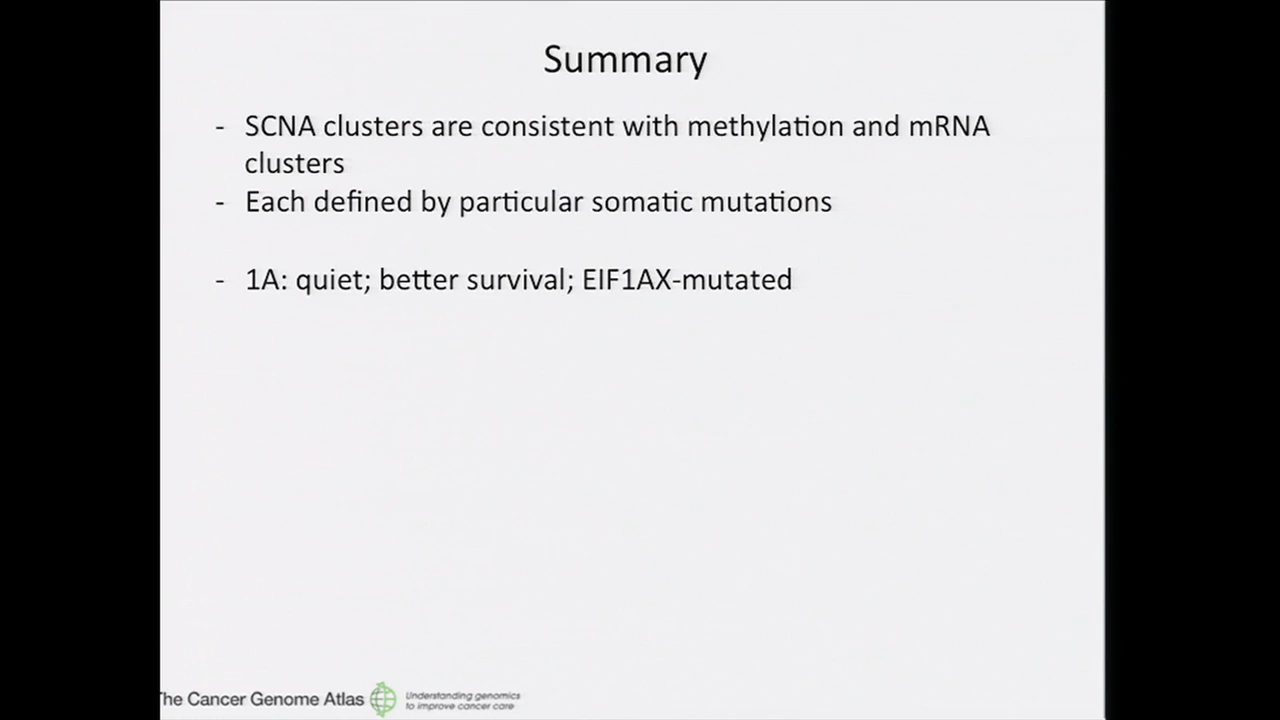 Summary
- SCNA clusters are consistent with methylation and mRNA
clusters
- Each defined by particular somatic mutations
- 1A: quiet; better survival; EIF1AX-mutated
The Cancer Genome Atlas
Understanding genomics
to improve cancer care